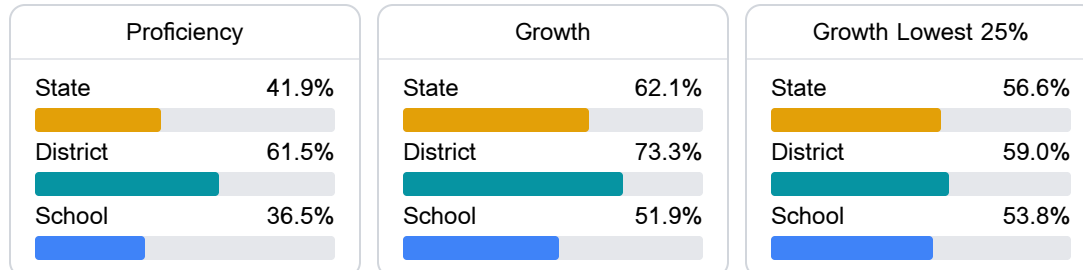 Proficiency
State 41.9%
District 61.5%
School 36.5%
Growth
State 62.1%
District 73.3%
School 51.9%
Growth Lowest 25%
State 56.6%
District 59.0%
School 53.8%